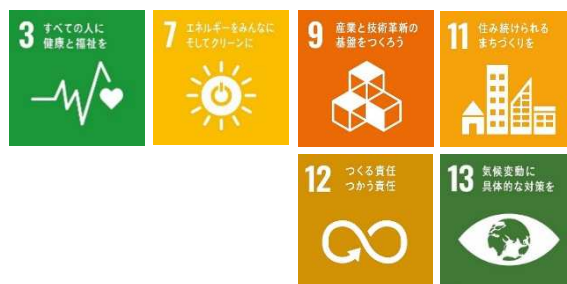 3 すべての人に
健康と福祉を
7 エネルギーをみんなに
そしてクリーンに
9 産業と技術革新の
基盤をつくろう
11 住み続けられる
まちづくりを
12 つくる責任
つかう責任
13 気候変動に
具体的な対策を